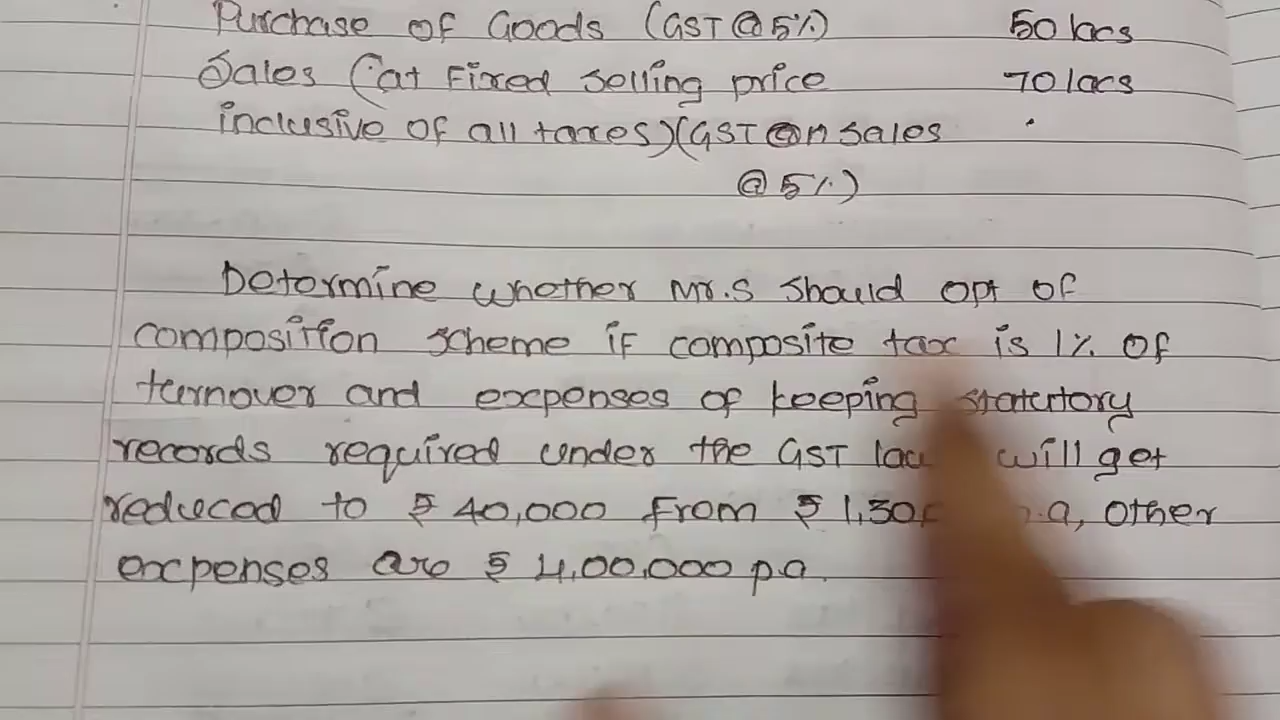 Purchase of Goods (GST @ 5%) 50 lacs
Sales (at Fixed Selling price 70 lacs
inclusive of all taxes) (GST on sales
@ 5%)
Determine whether Mr.S should opt of
composition scheme if composite tax is 1% of
turnover and expenses of keeping statutory
records required under the GST will get
reduced to ₹ 40,000 from ₹ other
expenses are ₹ 4,00,000 p.a.